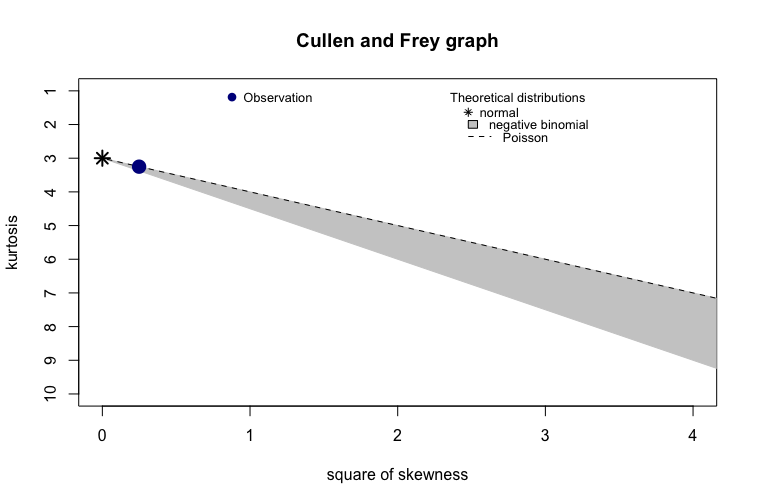 Cullen and Frey graph
Observation
Theoretical distributions
normal
negative binomial
Poisson
kurtosis
1
2
3
4
5
6
7
8
9
10
0 1 2 3 4
square of skewness